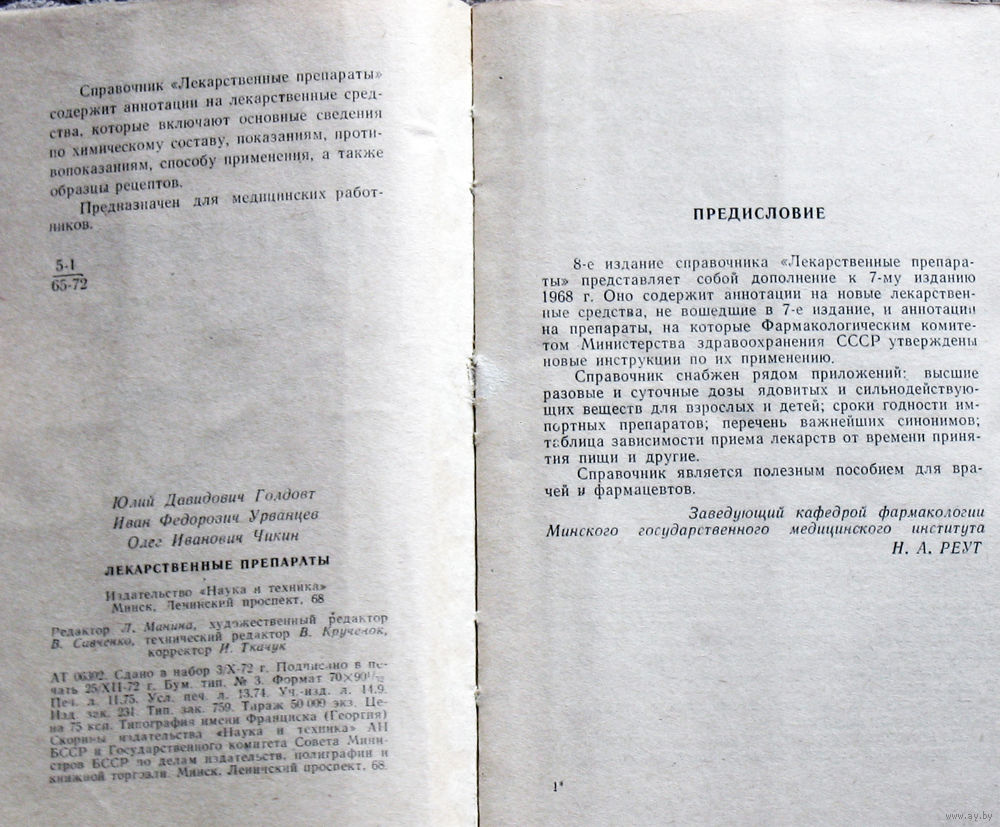 Справочник «Лекарственные препараты»
содержит аннотации на лекарственные сред-
ства, которые включают основные сведения
по химическому составу, показаниям, проти-
вопоказаниям, способу применения, а также
образцы рецептов.
Предназначен для медицинских работ-
ников.
5-1
65-72
Юлий Давидович Голдовт
Иван Федорович Урванцев
Олег Иванович Чикин
ЛЕКАРСТВЕННЫЕ ПРЕПАРАТЫ
Издательство «Наука и техника»
Минск, Ленинский проспект, 68
Редактор Л. Манина, художественный редактор
В. Савченко, технический редактор В. Крученок,
корректор И. Ткачук
АТ 06302. Сдано в набор 3/X-72 г. Подписано в пе-
чать 25/XII-72 г. Бум. тип. № 3. Формат 70×90¹/₃₂
Печ. л. 11.75. Усл. печ. л. 13.74. Уч.-изд. л. 14.9.
Изд. зак. 231. Тип. зак. 759. Тираж 50 000 экз. Це-
на 75 коп. Типография имени Франциска (Георгия)
Скорины издательства «Наука и техника» АН
БССР и Государственного комитета Совета Мини-
стров БССР по делам издательств, полиграфии и
книжной торговли. Минск, Ленинский проспект, 68.
ПРЕДИСЛОВИЕ
8-е издание справочника «Лекарственные препара-
ты» представляет собой дополнение к 7-му изданию
1968 г. Оно содержит аннотации на новые лекарствен-
ные средства, не вошедшие в 7-е издание, и аннотации
на препараты, на которые Фармакологическим комите-
том Министерства здравоохранения СССР утверждены
новые инструкции по их применению.
Справочник снабжен рядом приложений: высшие
разовые и суточные дозы ядовитых и сильнодействую-
щих веществ для взрослых и детей; сроки годности им-
портных препаратов; перечень важнейших синонимов;
таблица зависимости приема лекарств от времени приня-
тия пищи и другие.
Справочник является полезным пособием для вра-
чей и фармацевтов.
Заведующий кафедрой фармакологии
Минского государственного медицинского института
Н. А. РЕУТ
1*
www.ay.by